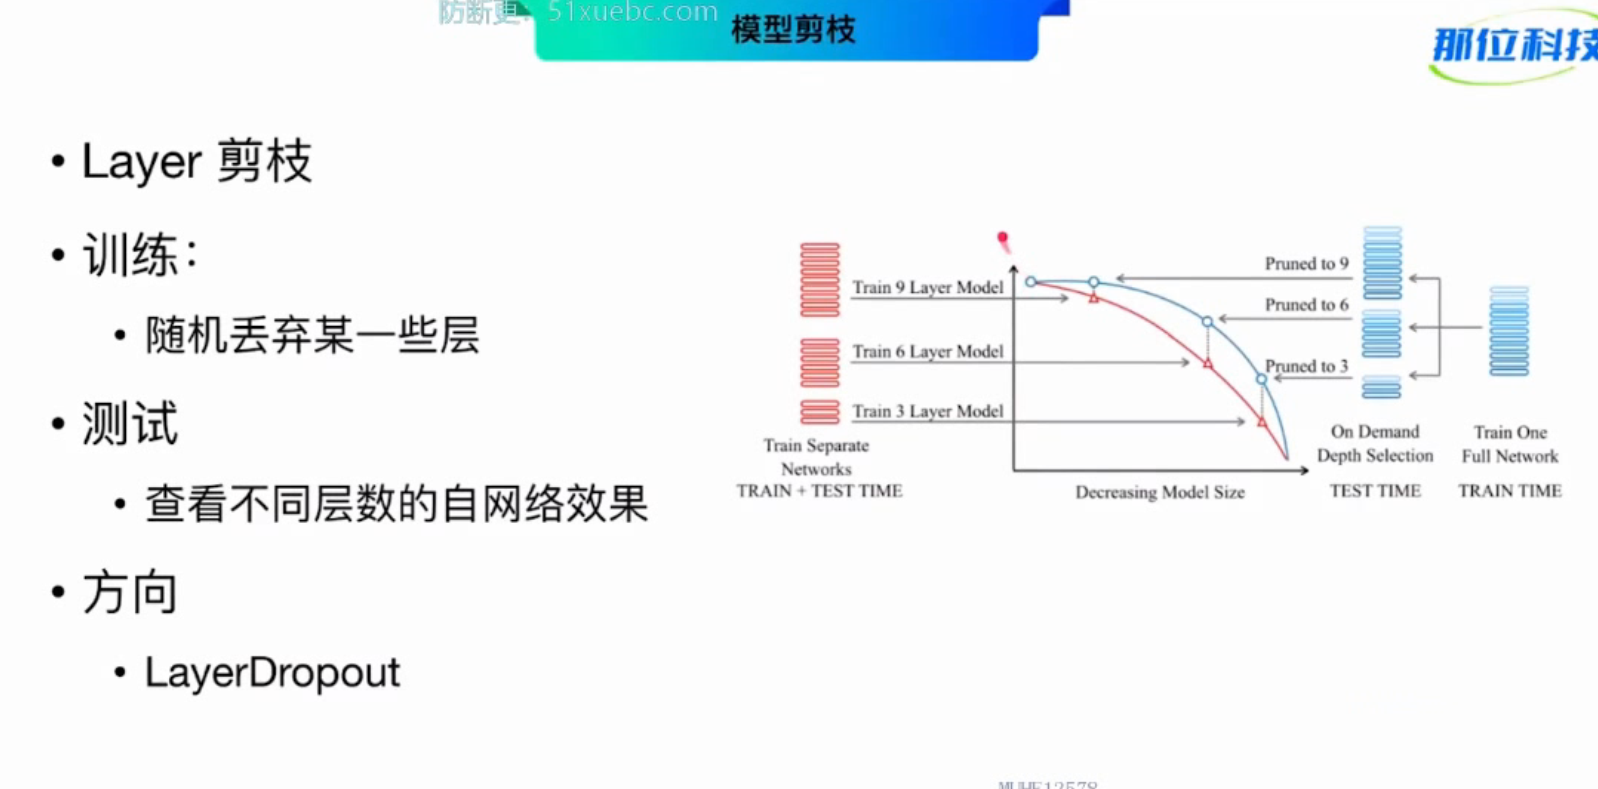 防断更: 51xuebc.com
模型剪枝
那位科技
• Layer 剪枝
• 训练：
• 随机丢弃某一些层
• 测试
• 查看不同层数的自网络效果
• 方向
• LayerDropout
Train 9 Layer Model
Train 6 Layer Model
Train 3 Layer Model
Train Separate
Networks
TRAIN + TEST TIME
Decreasing Model Size
Pruned to 9
Pruned to 6
Pruned to 3
On Demand
Depth Selection
TEST TIME
Train One
Full Network
TRAIN TIME